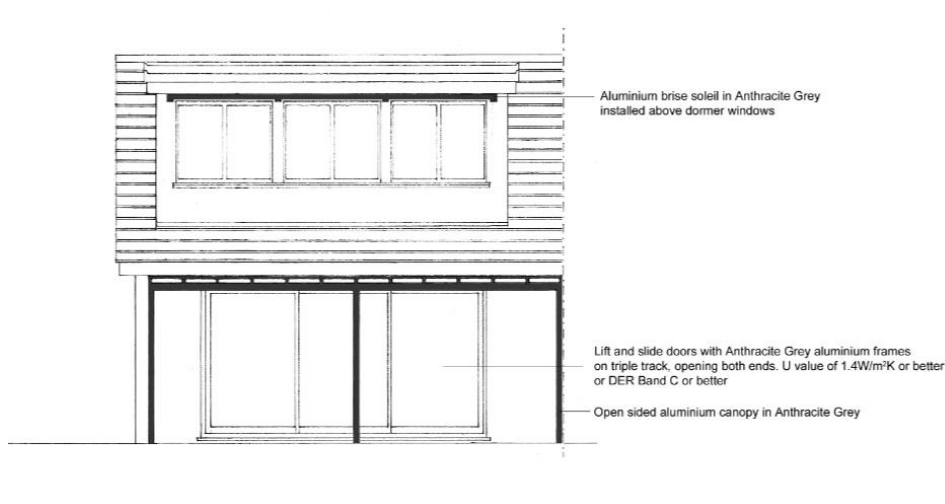 Aluminium brise soleil in Anthracite Grey
installed above dormer windows
Lift and slide doors with Anthracite Grey aluminium frames
on triple track, opening both ends. U value of 1.4W/m²K or better
or DER Band C or better
Open sided aluminium canopy in Anthracite Grey